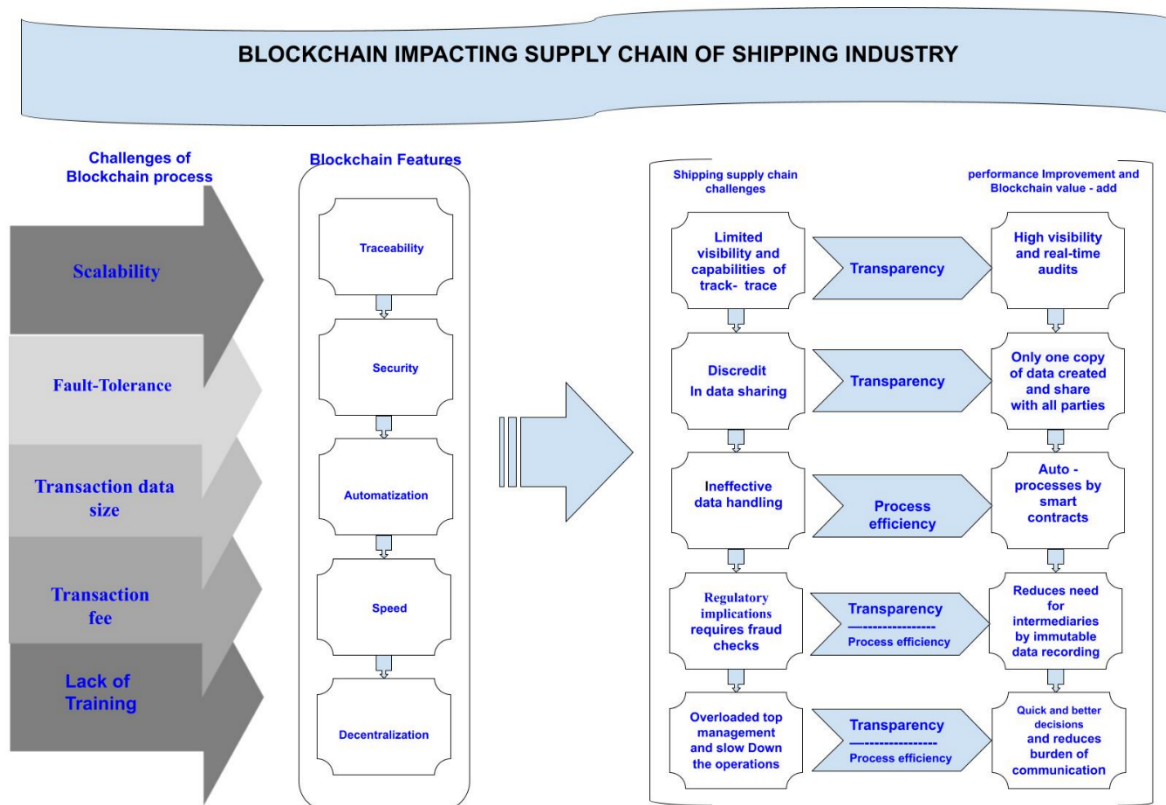 BLOCKCHAIN IMPACTING SUPPLY CHAIN OF SHIPPING INDUSTRY
Challenges of
Blockchain process
Scalability
Fault-Tolerance
Transaction data
size
Transaction
fee
Lack of
Training
Blockchain Features
Traceability
Security
Automatization
Speed
Decentralization
Shipping supply chain
challenges
performance Improvement and
Blockchain value - add
Limited
visibility and
capabilities of
track- trace
Transparency
High visibility
and real-time
audits
Discredit
In data sharing
Transparency
Only one copy
of data created
and share
with all parties
Ineffective
data handling
Process
efficiency
Auto -
processes by
smart
contracts
Regulatory
implications
requires fraud
checks
Transparency
—---------------
Process efficiency
Reduces need
for
intermediaries
by immutable
data recording
Overloaded top
management
and slow Down
the operations
Transparency
—---------------
Process efficiency
Quick and better
decisions
and reduces
burden of
communication